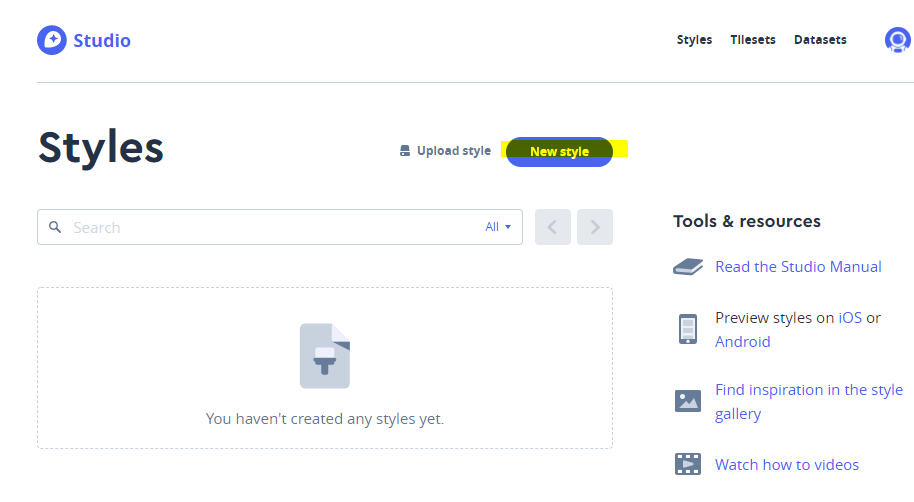 Studio
Styles Tilesets Datasets
Styles
Upload style
New style
Search
All
Tools & resources
Read the Studio Manual
Preview styles on iOS or
Android
Find inspiration in the style
gallery
Watch how to videos
You haven't created any styles yet.